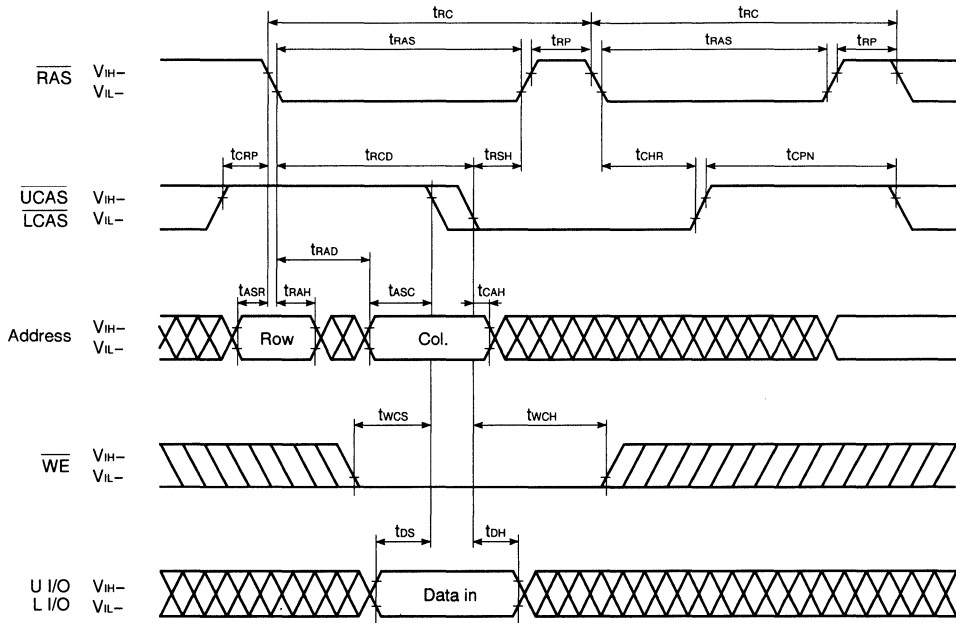 tRC tRC
tRAS tRP tRAS tRP
RAS VIH–
VIL–
tCRP tRCD tRSH tCHR tCPN
UCAS VIH–
LCAS VIL–
tRAD
tASR tRAH tASC tCAH
Address VIH–
VIL–
Row Col.
tWCS tWCH
WE VIH–
VIL–
tDS tDH
U I/O VIH–
L I/O VIL–
Data in